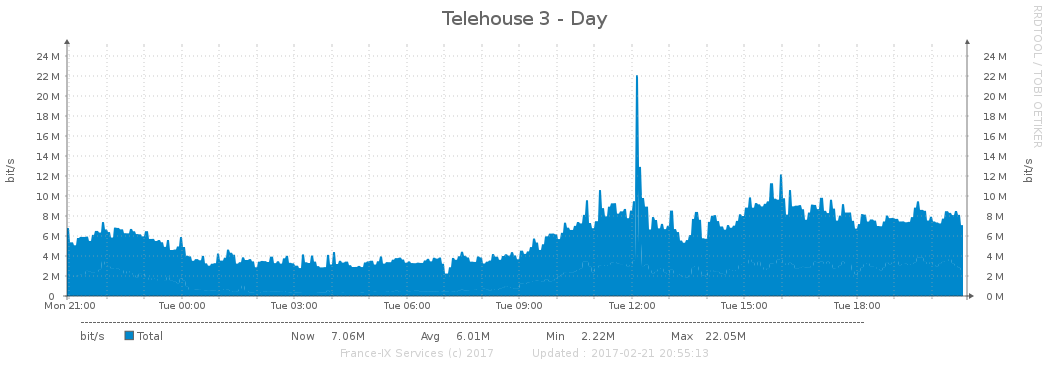 Telehouse 3 - Day
RRDTOOL / TOBI OETIKER
bit/s
24 M 24 M
22 M 22 M
20 M 20 M
18 M 18 M
16 M 16 M
14 M 14 M
12 M 12 M
10 M 10 M
8 M 8 M
6 M 6 M
4 M 4 M
2 M 2 M
0 0 M
bit/s
Mon 21:00 Tue 00:00 Tue 03:00 Tue 06:00 Tue 09:00 Tue 12:00 Tue 15:00 Tue 18:00
bit/s Total Now 7.06M Avg 6.01M Min 2.22M Max 22.05M
France-IX Services (c) 2017 Updated : 2017-02-21 20:55:13